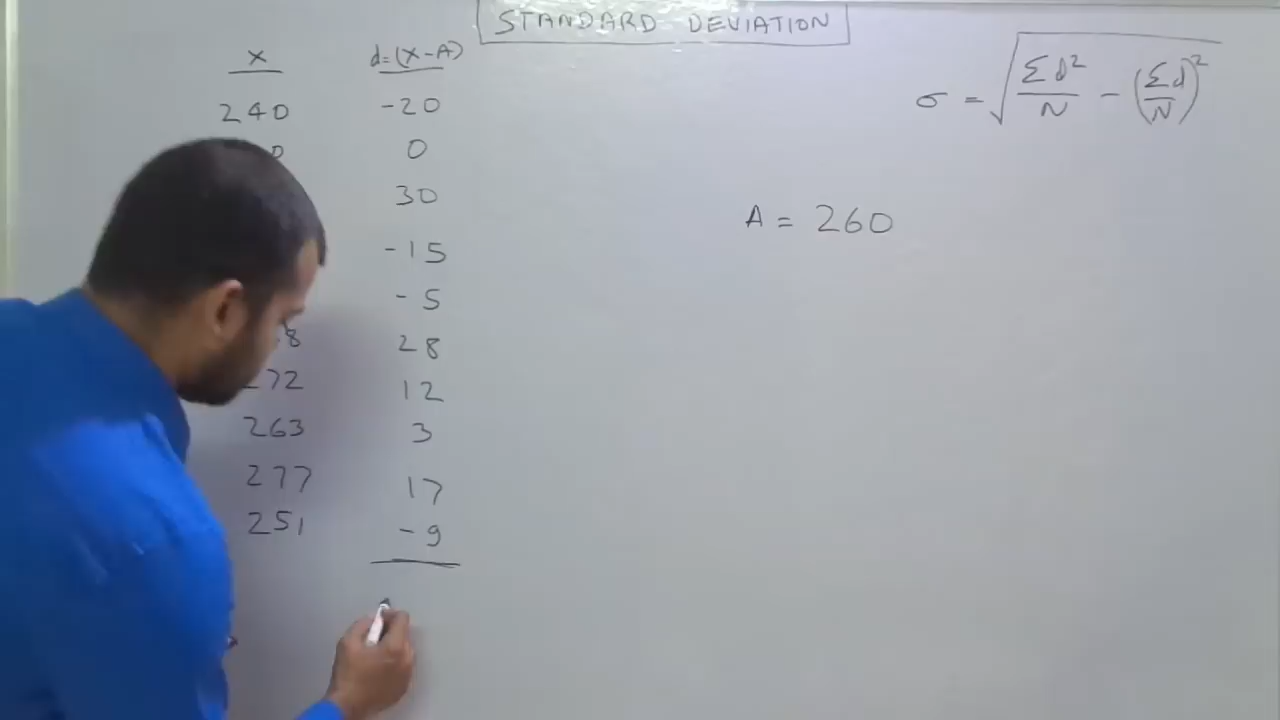 STANDARD DEVIATION
x d=(X-A)
σ = √(Σd²/N - (Σd/N)²)
240 -20
0
30
A = 260
-15
-5
28
272 12
263 3
277 17
251 -9